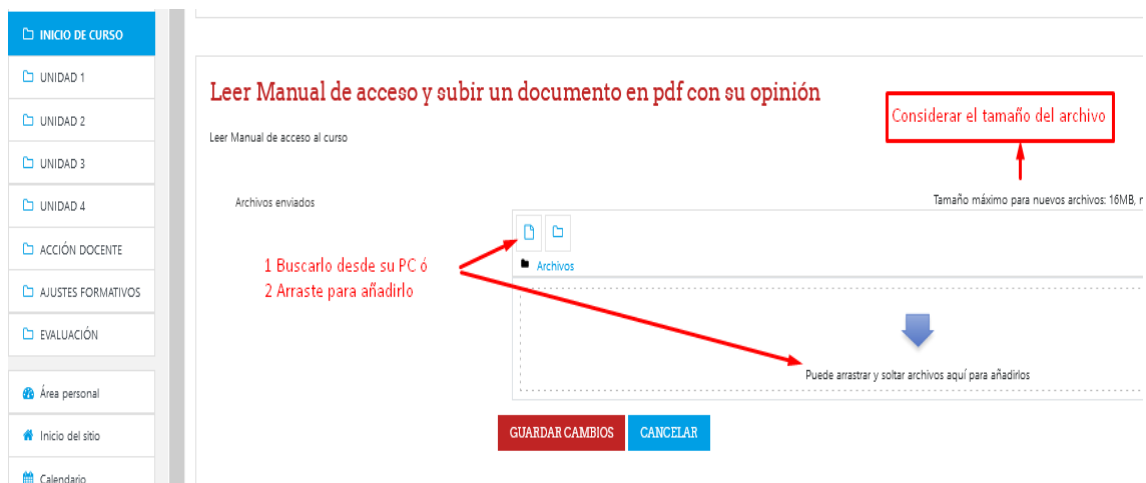 INICIO DE CURSO
UNIDAD 1
UNIDAD 2
UNIDAD 3
UNIDAD 4
ACCIÓN DOCENTE
AJUSTES FORMATIVOS
EVALUACIÓN
Área personal
Inicio del sitio
Calendario
Leer Manual de acceso y subir un documento en pdf con su opinión
Considerar el tamaño del archivo
Leer Manual de acceso al curso
Archivos enviados
Tamaño máximo para nuevos archivos: 16MB,
1 Buscarlo desde su PC ó
2 Arraste para añadirlo
Archivos
Puede arrastrar y soltar archivos aquí para añadirlos
GUARDAR CAMBIOS
CANCELAR